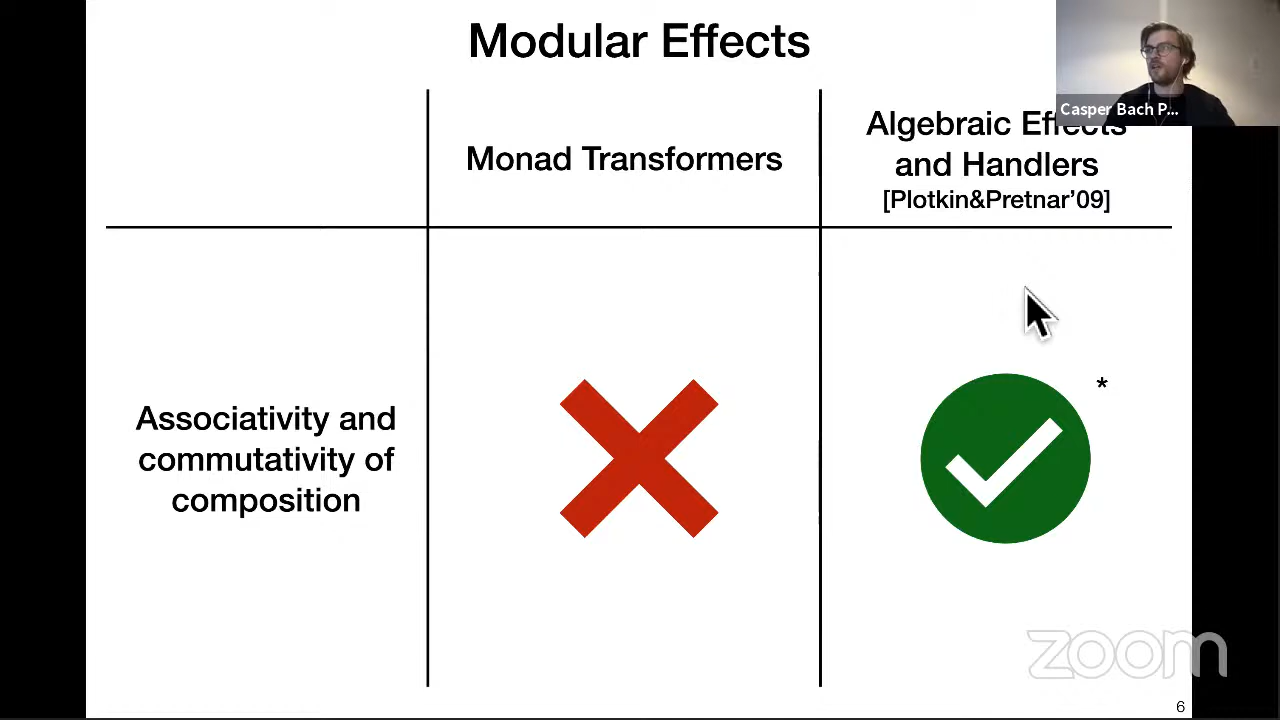 Modular Effects
Casper Bach P...
Monad Transformers
Algebraic Effects
and Handlers
[Plotkin&Pretnar’09]
Associativity and
commutativity of
composition
*
zoom
6